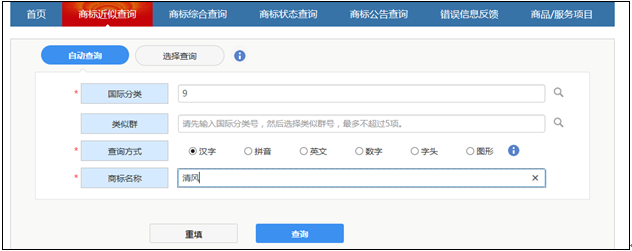 首页 商标近似查询 商标综合查询 商标状态查询 商标公告查询 错误信息反馈 商品/服务项目
自动查询 选择查询
* 国际分类 9
类似群 请先输入国际分类号，然后选择类似群号，最多不超过5项。
* 查询方式 汉字 拼音 英文 数字 字头 图形
* 商标名称 清风
重填 查询